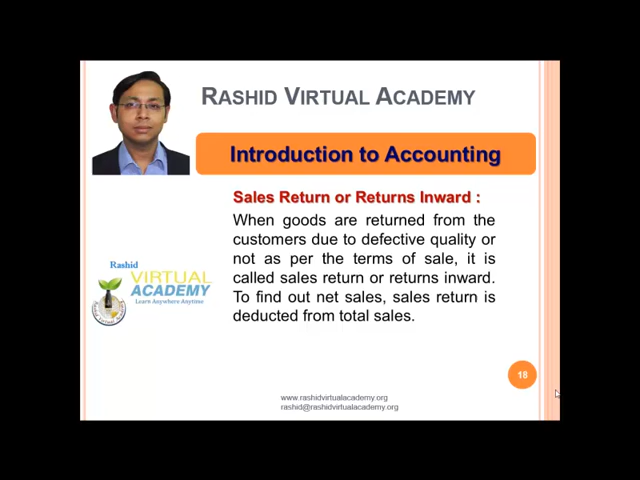 RASHID VIRTUAL ACADEMY
Introduction to Accounting
Sales Return or Returns Inward :
When goods are returned from the
customers due to defective quality or
not as per the terms of sale, it is
called sales return or returns inward.
To find out net sales, sales return is
deducted from total sales.
Rashid
VIRTUAL
ACADEMY
Learn Anywhere Anytime
Rashid Virtual Academy
18
www.rashidvirtualacademy.org
rashid@rashidvirtualacademy.org